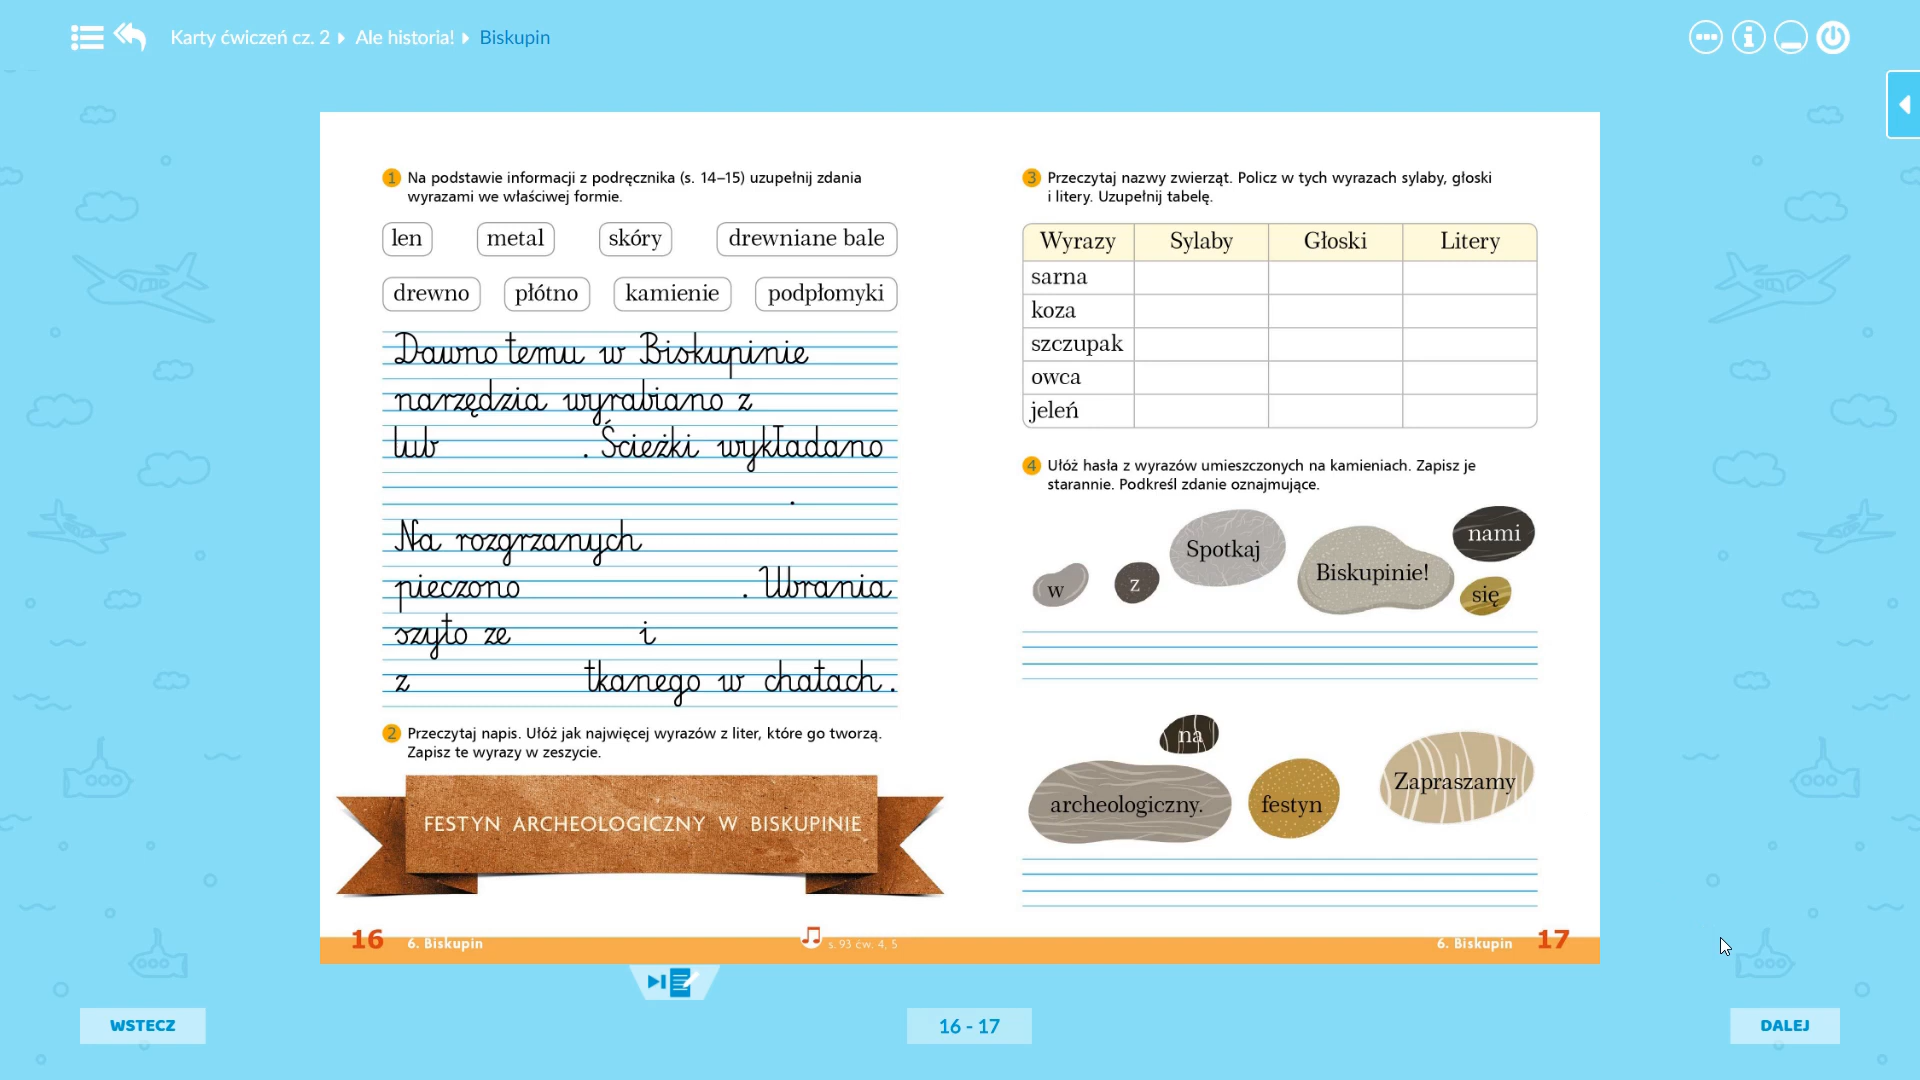 Karty ćwiczeń cz. 2 Ale historia! Biskupin
1 Na podstawie informacji z podręcznika (s. 14–15) uzupełnij zdania
wyrazami we właściwej formie.
len metal skóry drewniane bale
drewno płótno kamienie podpłomyki
Dawno temu w Biskupinie
narzędzia wyrabiano z
lub . Ścieżki wykładano
.
Na rozgrzanych
pieczono . Ubrania
szyto ze i
z tkanego w chatach.
2 Przeczytaj napis. Ułóż jak najwięcej wyrazów z liter, które go tworzą.
Zapisz te wyrazy w zeszycie.
FESTYN ARCHEOLOGICZNY W BISKUPINIE
16 6. Biskupin s. 93 ćw. 4, 5
3 Przeczytaj nazwy zwierząt. Policz w tych wyrazach sylaby, głoski
i litery. Uzupełnij tabelę.
Wyrazy Sylaby Głoski Litery
sarna
koza
szczupak
owca
jeleń
4 Ułóż hasła z wyrazów umieszczonych na kamieniach. Zapisz je
starannie. Podkreśl zdanie oznajmujące.
w z Spotkaj Biskupinie! nami się
na
archeologiczny. festyn Zapraszamy
6. Biskupin 17
WSTECZ 16 - 17 DALEJ